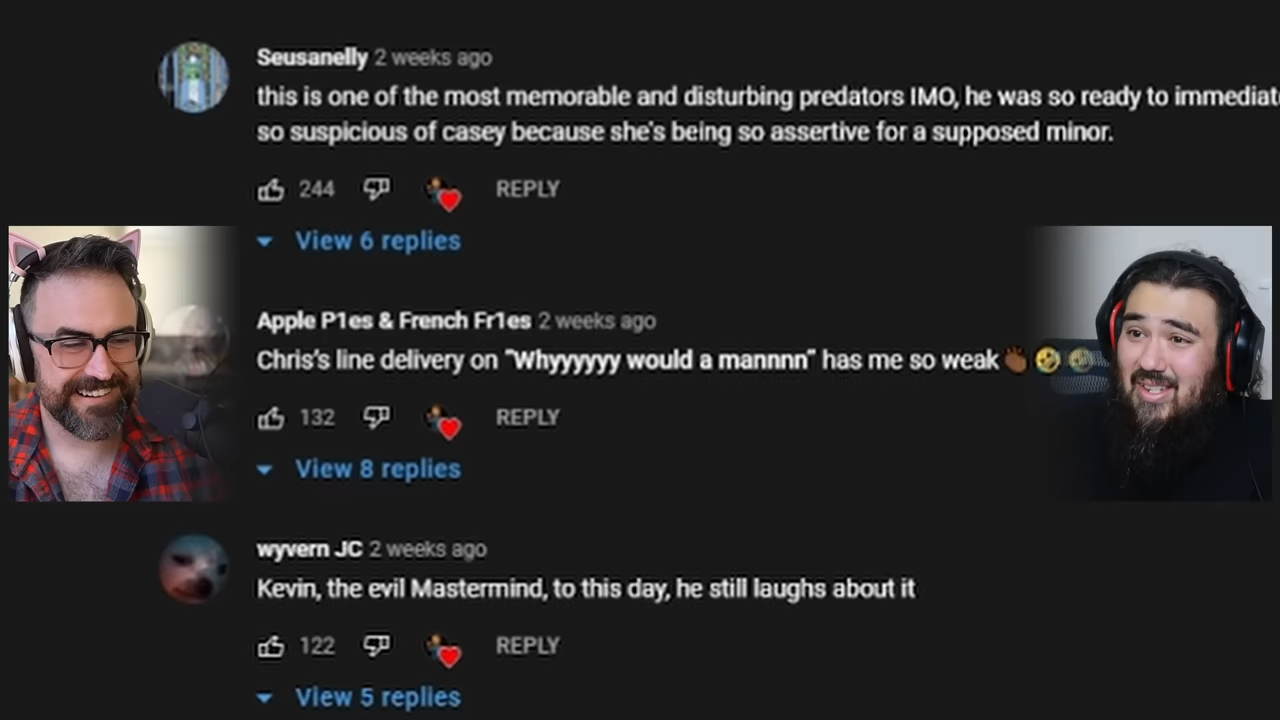 Seusanelly 2 weeks ago
this is one of the most memorable and disturbing predators IMO, he was so ready to immediat
so suspicious of casey because she's being so assertive for a supposed minor.
244 REPLY
View 6 replies
Apple P1es & French Fr1es 2 weeks ago
Chris's line delivery on "Whyyyyyy would a mannnn" has me so weak
132 REPLY
View 8 replies
wyvern JC 2 weeks ago
Kevin, the evil Mastermind, to this day, he still laughs about it
122 REPLY
View 5 replies